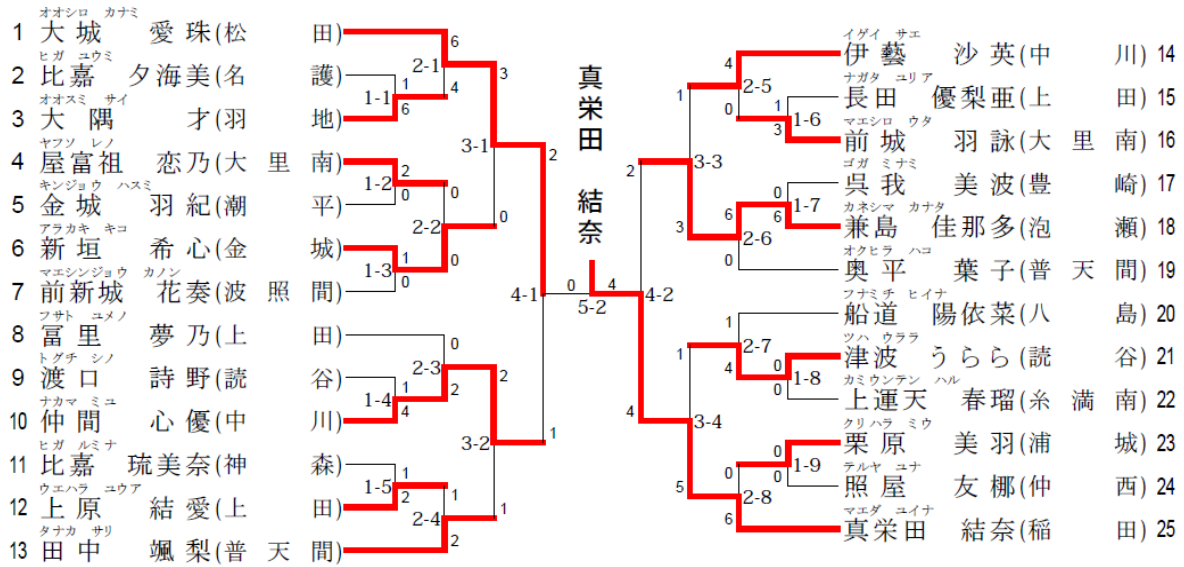 オオシロ カナミ
1 大城 愛珠(松田)
ヒガ ユウミ
2 比嘉 夕海美(名護)
オオスミ サイ
3 大隅 才(羽地)
ヤフソ レノ
4 屋富祖 恋乃(大里南)
キンジョウ ハスミ
5 金城 羽紀(潮平)
アラカキ キコ
6 新垣 希心(金城)
マエシンジョウ カノン
7 前新城 花奏(波照間)
フサト ユメノ
8 冨里 夢乃(上田)
トグチ シノ
9 渡口 詩野(読谷)
ナカマ ミユ
10 仲間 心優(中川)
ヒガ ルミナ
11 比嘉 琉美奈(神森)
ウエハラ ユウア
12 上原 結愛(上田)
タナカ サリ
13 田中 颯梨(普天間)
6
2-1
4
1
1-1
6
3
3-1
2
1-2
0
0
2-2
0
1
1-3
0
0
2
4-1
0
2-3
2
1
1-4
4
2
3-2
1
1
1-5
2
1
2-4
2
1
真栄田 結奈
0
4
5-2
イゲイ サエ
伊藝 沙英(中川) 14
ナガタ ユリア
長田 優梨亜(上田) 15
マエシロ ウタ
前城 羽詠(大里南) 16
ゴガ ミナミ
呉我 美波(豊崎) 17
カネシマ カナタ
兼島 佳那多(泡瀬) 18
オクヒラ ハコ
奥平 葉子(普天間) 19
フナミチ ヒイナ
船道 陽依菜(八島) 20
ツハ ウララ
津波 うらら(読谷) 21
カミウンテン ハル
上運天 春瑠(糸満南) 22
クリハラ ミウ
栗原 美羽(浦城) 23
テルヤ ユナ
照屋 友梛(仲西) 24
マエダ ユイナ
真栄田 結奈(稲田) 25
4
2-5
0
1
1-6
3
1
3-3
3
6
1-7
6
2-6
0
2
4-2
4
1
2-7
4
0
1-8
0
1
3-4
5
0
1-9
0
0
2-8
6